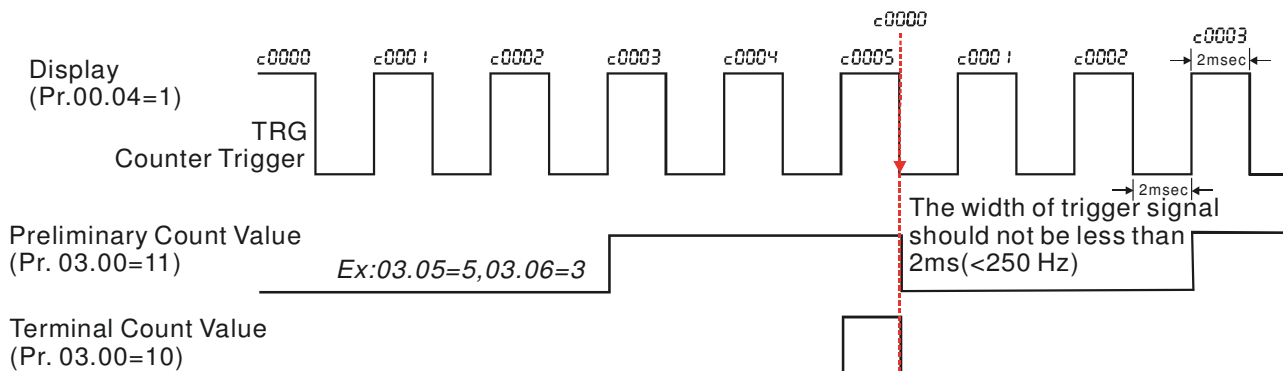 c0000
c0000 c0001 c0002 c0003 c0004 c0005 c0001 c0002 c0003
Display
(Pr.00.04=1)
2msec
TRG
Counter Trigger
2msec
The width of trigger signal
should not be less than
2ms(<250 Hz)
Preliminary Count Value
(Pr. 03.00=11)
Ex:03.05=5,03.06=3
Terminal Count Value
(Pr. 03.00=10)